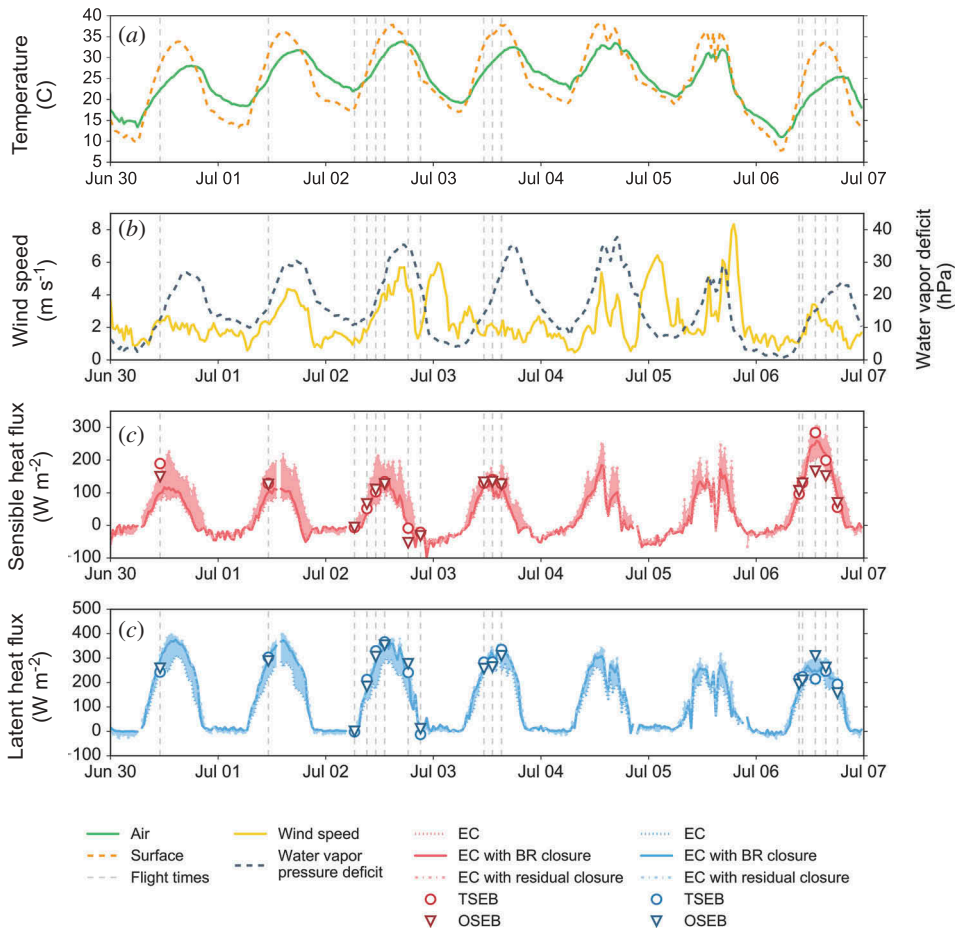 (a)
Temperature
(C)
40
35
30
25
20
15
10
5
Jun 30 Jul 01 Jul 02 Jul 03 Jul 04 Jul 05 Jul 06 Jul 07
(b)
Wind speed
(m s-1)
8
6
4
2
0
40
30
20
10
0
Water vapor deficit
(hPa)
Jun 30 Jul 01 Jul 02 Jul 03 Jul 04 Jul 05 Jul 06 Jul 07
(c)
Sensible heat flux
(W m-2)
300
200
100
0
-100
Jun 30 Jul 01 Jul 02 Jul 03 Jul 04 Jul 05 Jul 06 Jul 07
(c)
Latent heat flux
(W m-2)
500
400
300
200
100
0
-100
Jun 30 Jul 01 Jul 02 Jul 03 Jul 04 Jul 05 Jul 06 Jul 07
Air
Surface
Flight times
Wind speed
Water vapor
pressure deficit
EC
EC with BR closure
EC with residual closure
TSEB
OSEB
EC
EC with BR closure
EC with residual closure
TSEB
OSEB